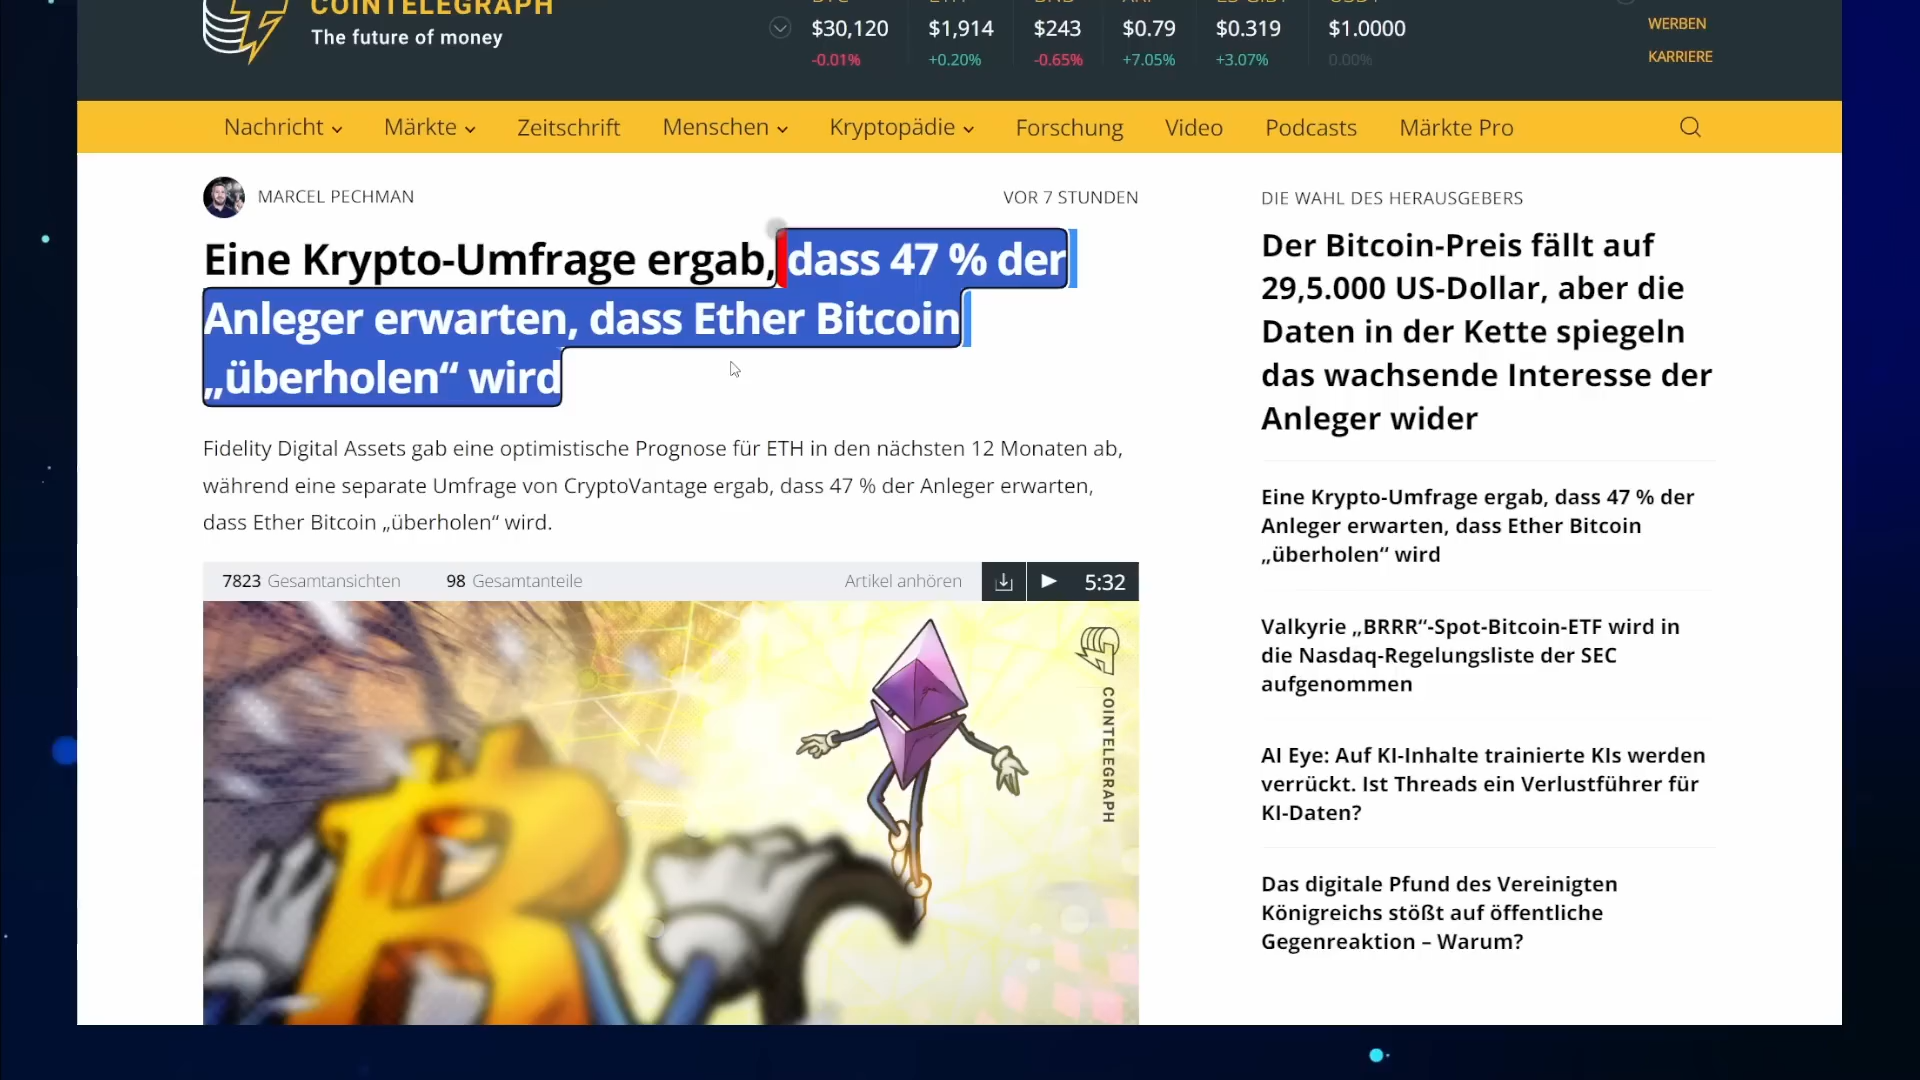 COINTELEGRAPH
The future of money
$30,120
$1,914
$243
$0.79
$0.319
$1.0000
-0.01%
+0.20%
-0.65%
+7.05%
+3.07%
0.00%
WERBEN
KARRIERE
Nachricht
Märkte
Zeitschrift
Menschen
Kryptopädie
Forschung
Video
Podcasts
Märkte Pro
MARCEL PECHMAN
VOR 7 STUNDEN
Eine Krypto-Umfrage ergab, dass 47 % der
Anleger erwarten, dass Ether Bitcoin
„überholen“ wird
Fidelity Digital Assets gab eine optimistische Prognose für ETH in den nächsten 12 Monaten ab,
während eine separate Umfrage von CryptoVantage ergab, dass 47 % der Anleger erwarten,
dass Ether Bitcoin „überholen“ wird.
7823 Gesamtansichten
98 Gesamtanteile
Artikel anhören
5:32
COINTELEGRAPH
DIE WAHL DES HERAUSGEBERS
Der Bitcoin-Preis fällt auf
29,5.000 US-Dollar, aber die
Daten in der Kette spiegeln
das wachsende Interesse der
Anleger wider
Eine Krypto-Umfrage ergab, dass 47 % der
Anleger erwarten, dass Ether Bitcoin
„überholen“ wird
Valkyrie „BRRR“-Spot-Bitcoin-ETF wird in
die Nasdaq-Regelungsliste der SEC
aufgenommen
AI Eye: Auf KI-Inhalte trainierte KIs werden
verrückt. Ist Threads ein Verlustführer für
KI-Daten?
Das digitale Pfund des Vereinigten
Königreichs stößt auf öffentliche
Gegenreaktion – Warum?